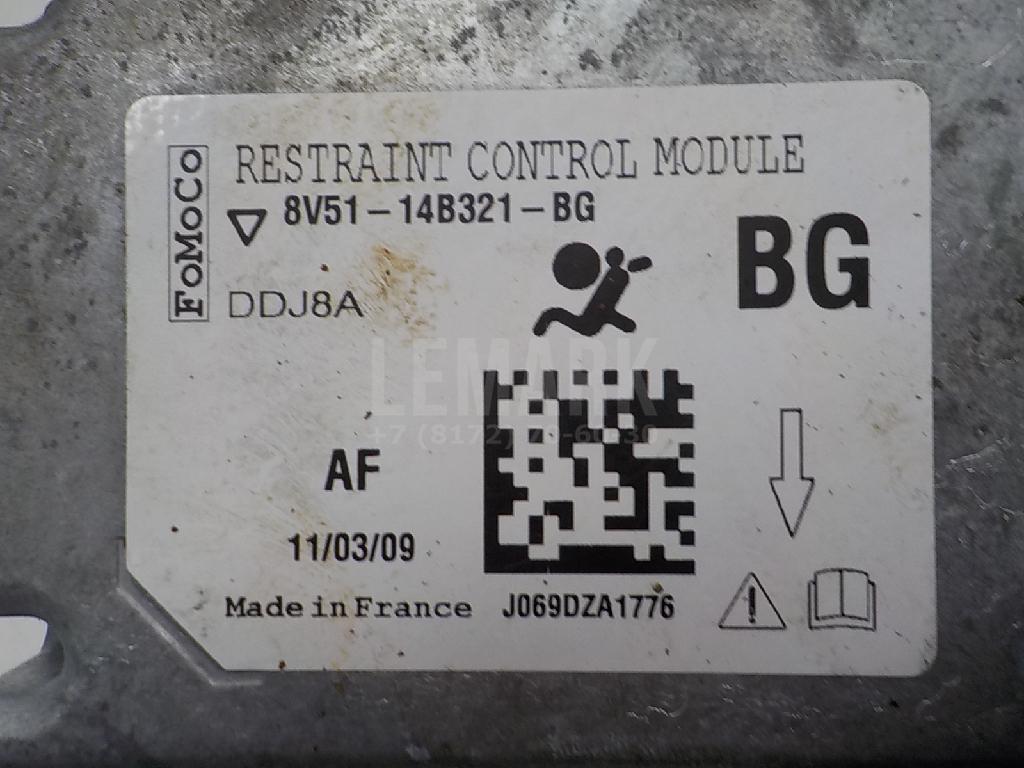 FoMoCo
RESTRAINT CONTROL MODULE
8V51-14B321-BG
BG
DDJ8A
LEMARK
AF
11/03/09
Made in France
J069DZA1776